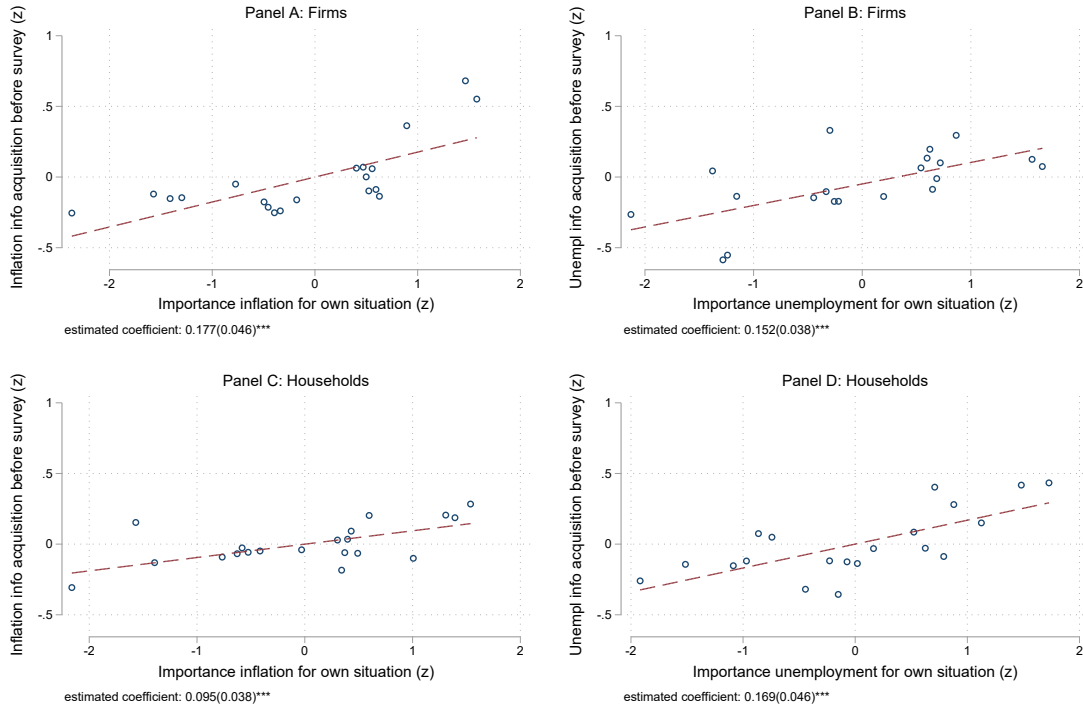 Panel A: Firms
Inflation info acquisition before survey (z)
1
.5
0
-.5
-2
-1
0
1
2
Importance inflation for own situation (z)
estimated coefficient: 0.177(0.046)***
Panel B: Firms
Unempl info acquisition before survey (z)
1
.5
0
-.5
-2
-1
0
1
2
Importance unemployment for own situation (z)
estimated coefficient: 0.152(0.038)***
Panel C: Households
Inflation info acquisition before survey (z)
1
.5
0
-.5
-2
-1
0
1
2
Importance inflation for own situation (z)
estimated coefficient: 0.095(0.038)***
Panel D: Households
Unempl info acquisition before survey (z)
1
.5
0
-.5
-2
-1
0
1
2
Importance unemployment for own situation (z)
estimated coefficient: 0.169(0.046)***